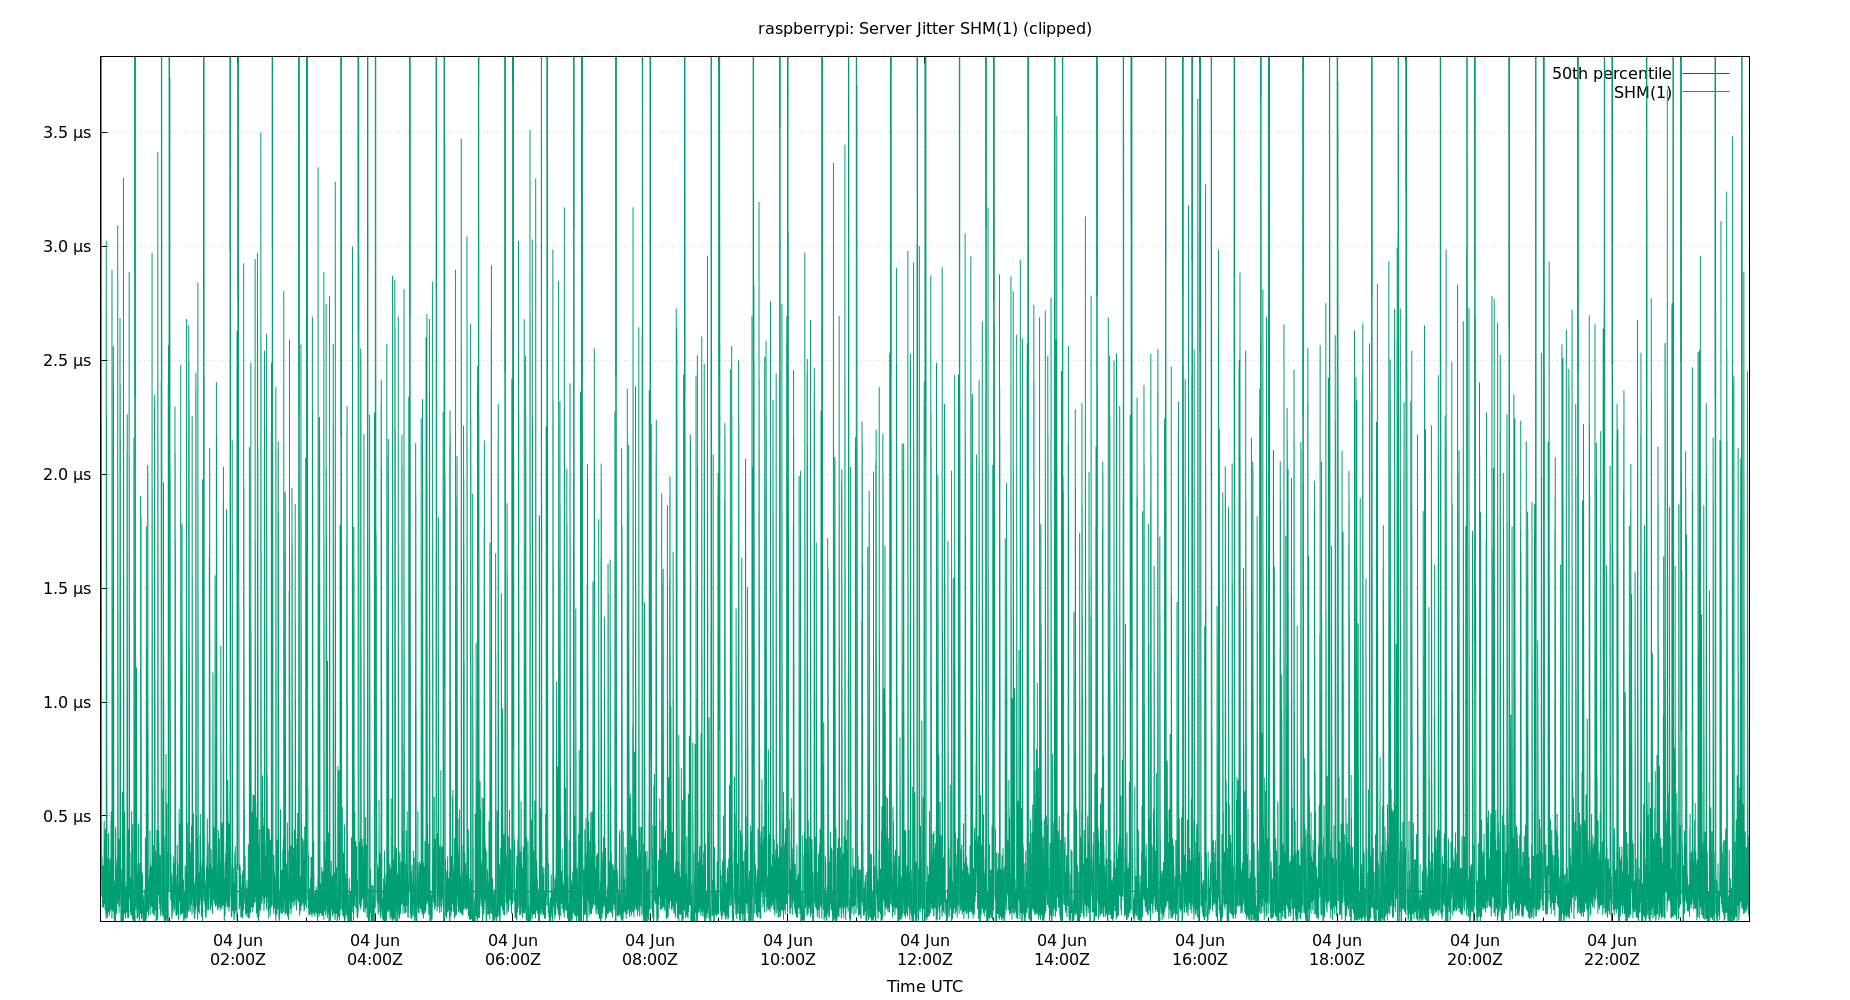 raspberrypi: Server Jitter SHM(1) (clipped)
50th percentile
SHM(1)
3.5 µs
3.0 µs
2.5 µs
2.0 µs
1.5 µs
1.0 µs
0.5 µs
04 Jun 04 Jun 04 Jun 04 Jun 04 Jun 04 Jun 04 Jun 04 Jun 04 Jun 04 Jun 04 Jun
02:00Z 04:00Z 06:00Z 08:00Z 10:00Z 12:00Z 14:00Z 16:00Z 18:00Z 20:00Z 22:00Z
Time UTC